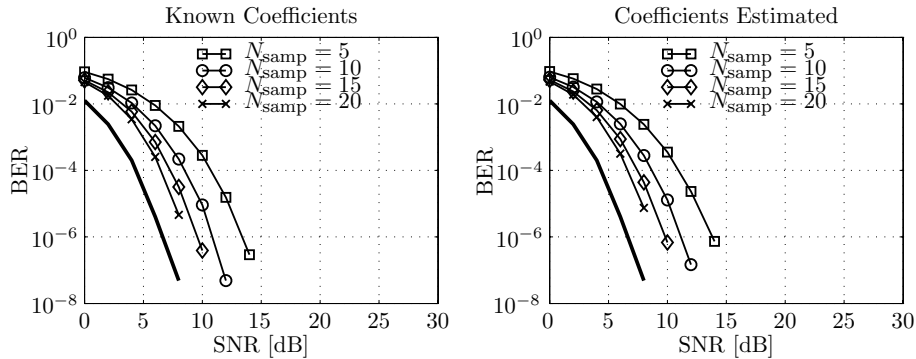 Known Coefficients
10^0
10^-2
10^-4
10^-6
10^-8
BER
N_samp = 5
N_samp = 10
N_samp = 15
N_samp = 20
0 5 10 15 20 25 30
SNR [dB]
Coefficients Estimated
10^0
10^-2
10^-4
10^-6
10^-8
BER
N_samp = 5
N_samp = 10
N_samp = 15
N_samp = 20
0 5 10 15 20 25 30
SNR [dB]